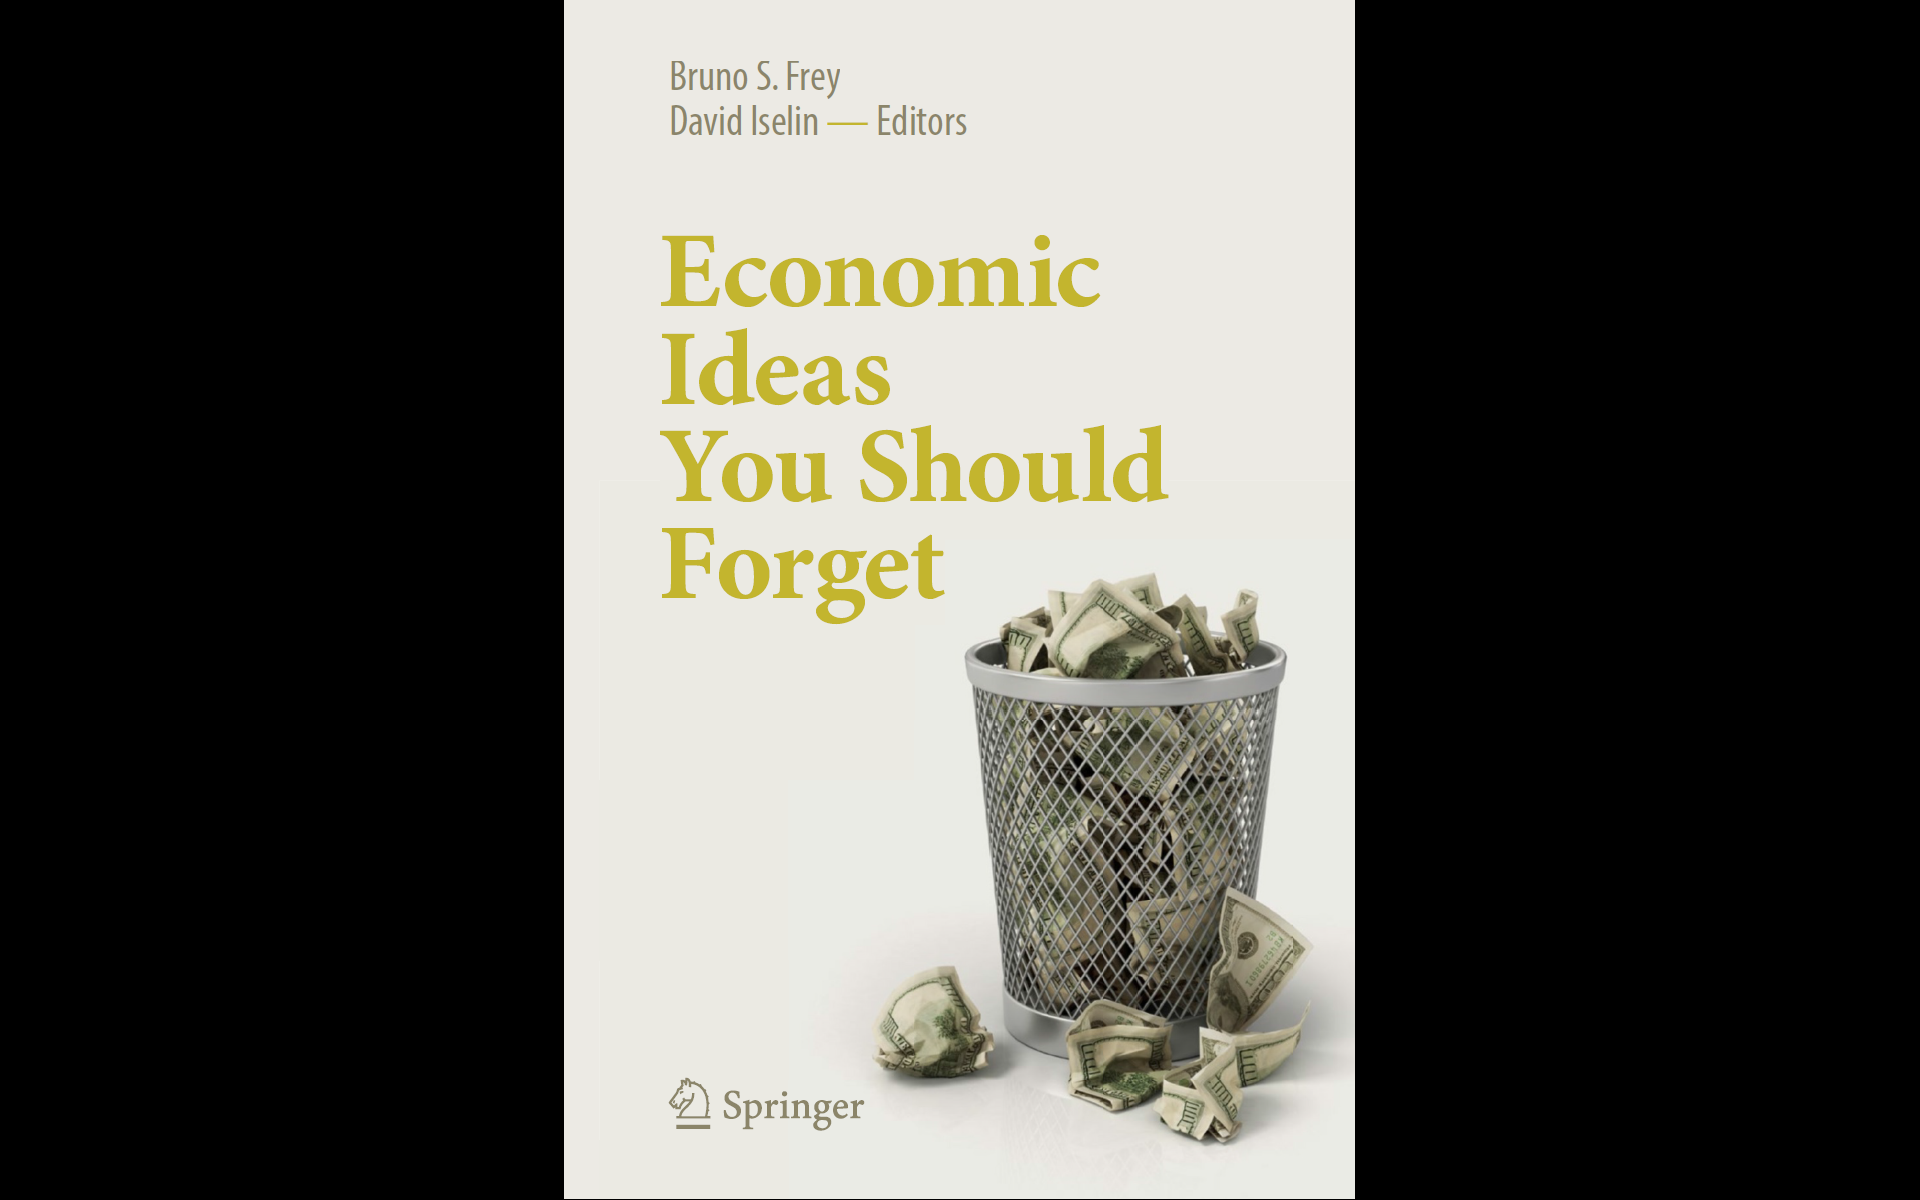 Bruno S. Frey
David Iselin — Editors
Economic
Ideas
You Should
Forget
Springer